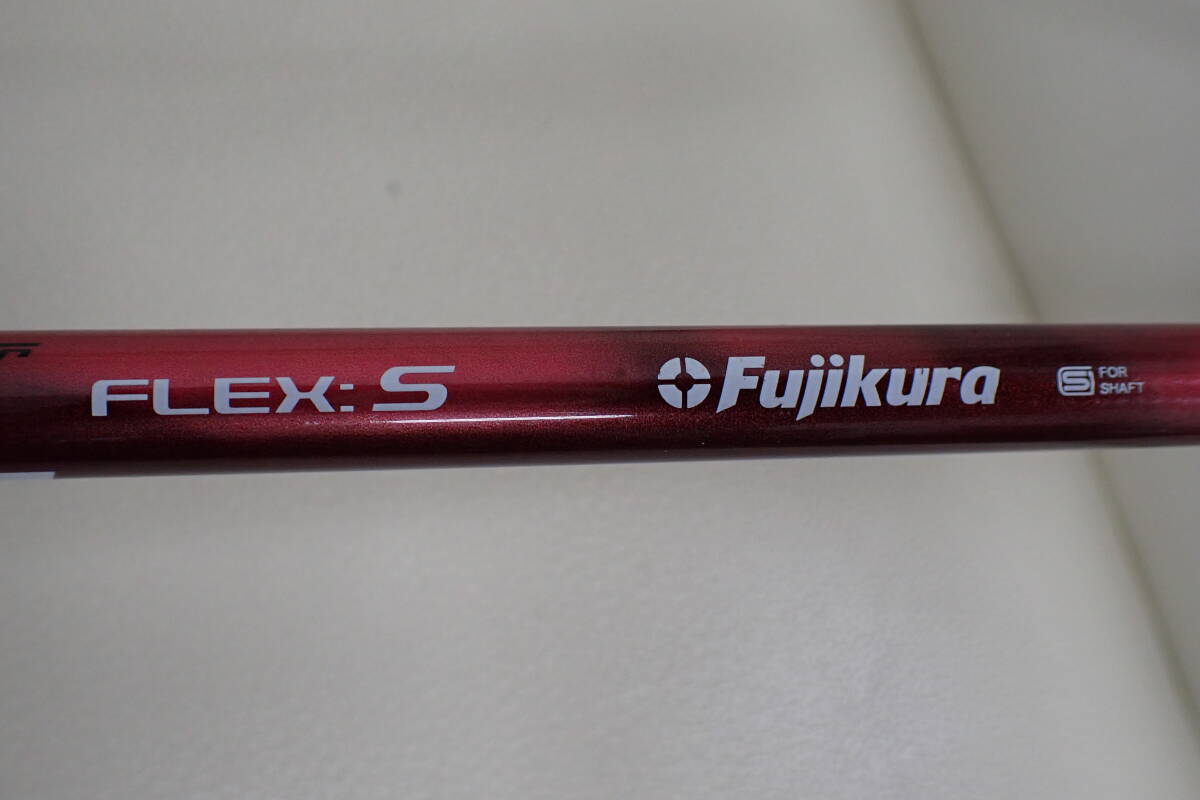 FLEX: S
Fujikura
S FOR
SHAFT